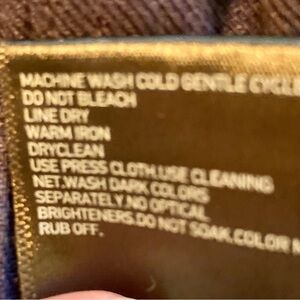 MACHINE WASH COLD GENTLE CYCLE
DO NOT BLEACH
LINE DRY
WARM IRON
DRYCLEAN
USE PRESS CLOTH.USE CLEANING
NET.WASH DARK COLORS
SEPARATELY.NO OPTICAL
BRIGHTENERS.DO NOT SOAK.COLOR
RUB OFF.